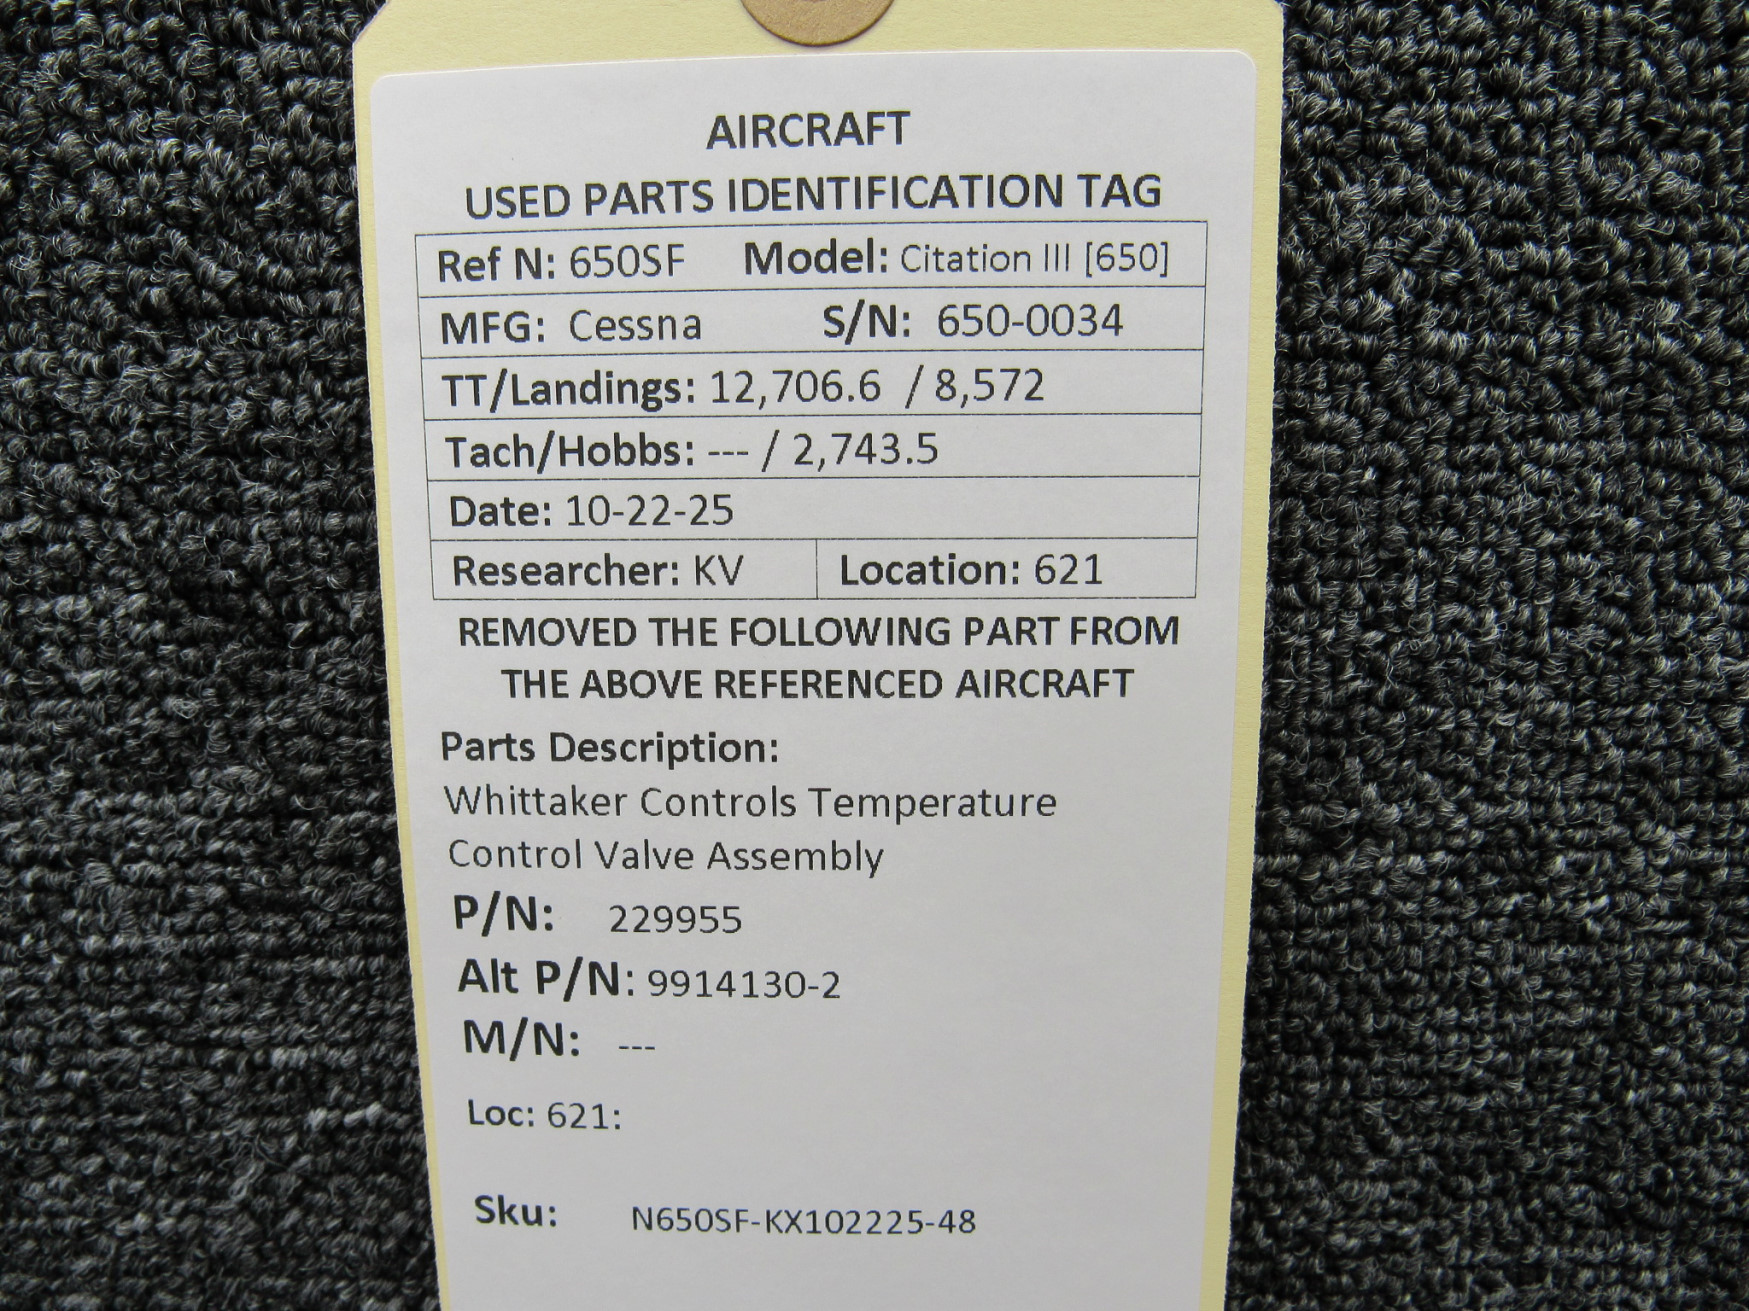 AIRCRAFT
USED PARTS IDENTIFICATION TAG
Ref N: 650SF Model: Citation III [650]
MFG: Cessna S/N: 650-0034
TT/Landings: 12,706.6 / 8,572
Tach/Hobbs: --- / 2,743.5
Date: 10-22-25
Researcher: KV Location: 621
REMOVED THE FOLLOWING PART FROM
THE ABOVE REFERENCED AIRCRAFT
Parts Description:
Whittaker Controls Temperature
Control Valve Assembly
P/N: 229955
Alt P/N: 9914130-2
M/N: ---
Loc: 621:
Sku: N650SF-KX102225-48